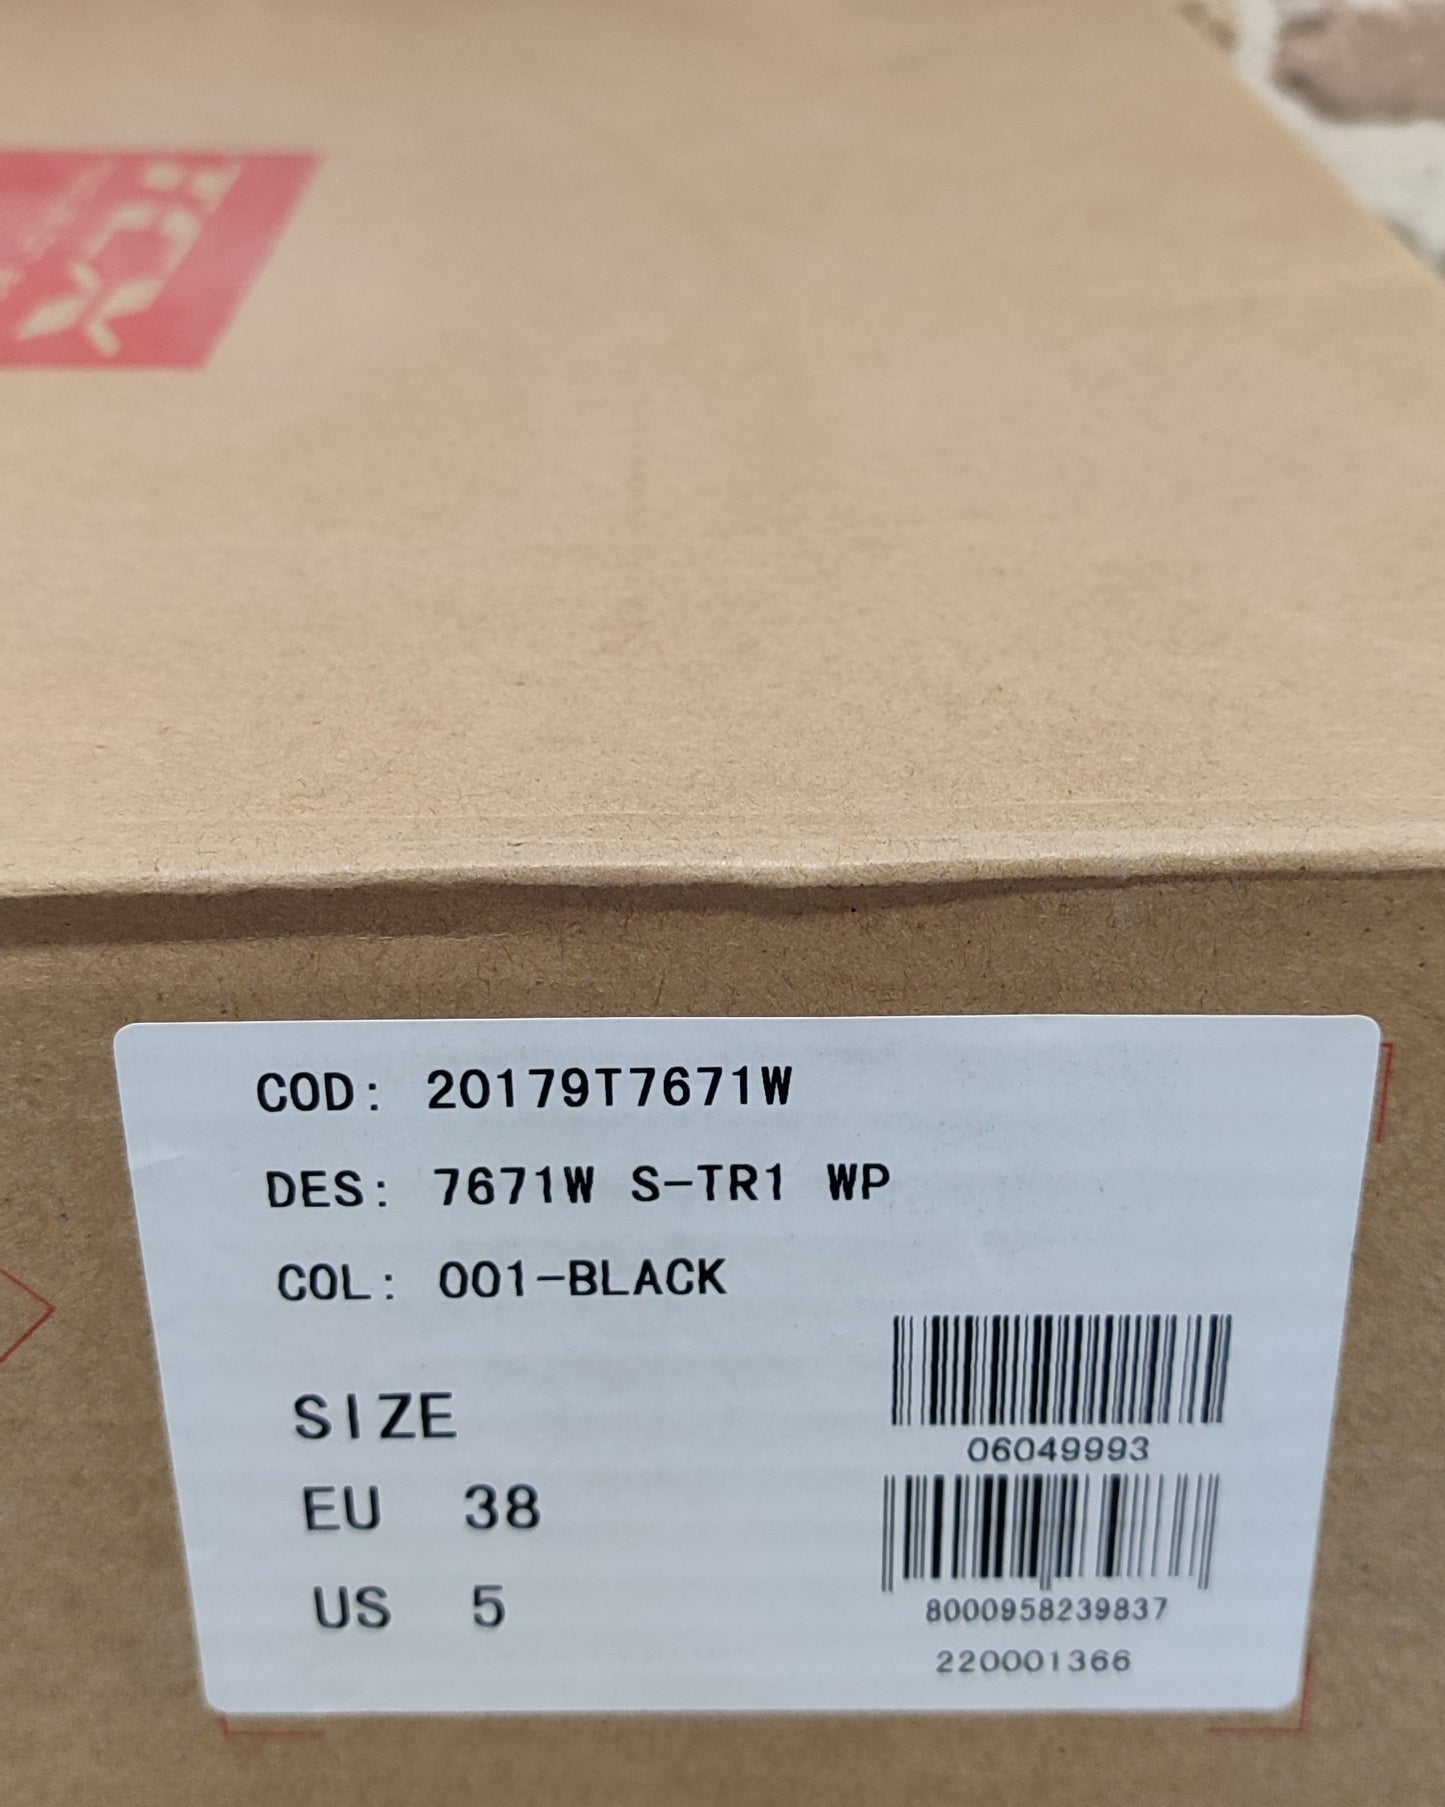 COD: 20179T7671W
DES: 7671W S-TR1 WP
COL: 001-BLACK
SIZE
EU 38
US 5
06049993
8000958239837
220001366